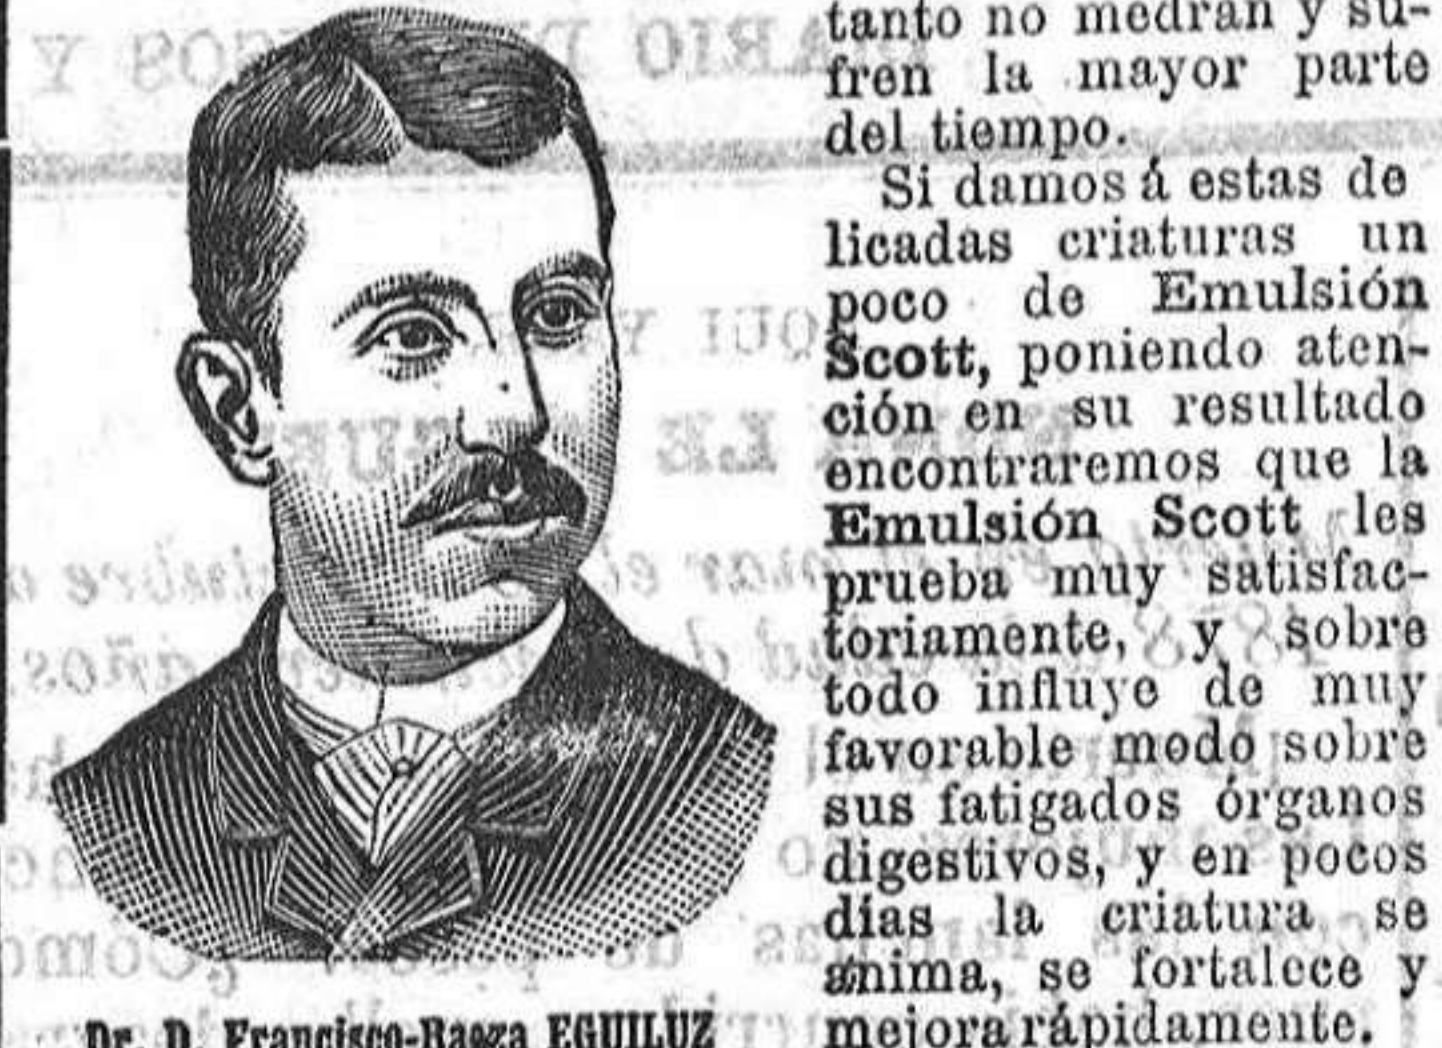 tanto no medran y su-
fren la mayor parte
del tiempo.
Si damos á estas de
licadas criaturas un
poco de Emulsión
Scott, poniendo aten-
ción en su resultado
encontraremos que la
Emulsión Scott les
prueba muy satisfac-
toriamente, y sobre
todo influye de muy
favorable modo sobre
sus fatigados órganos
digestivos, y en pocos
días la criatura se
anima, se fortalece y
mejora rápidamente.
Dr. D. Francisco EGUILUZ